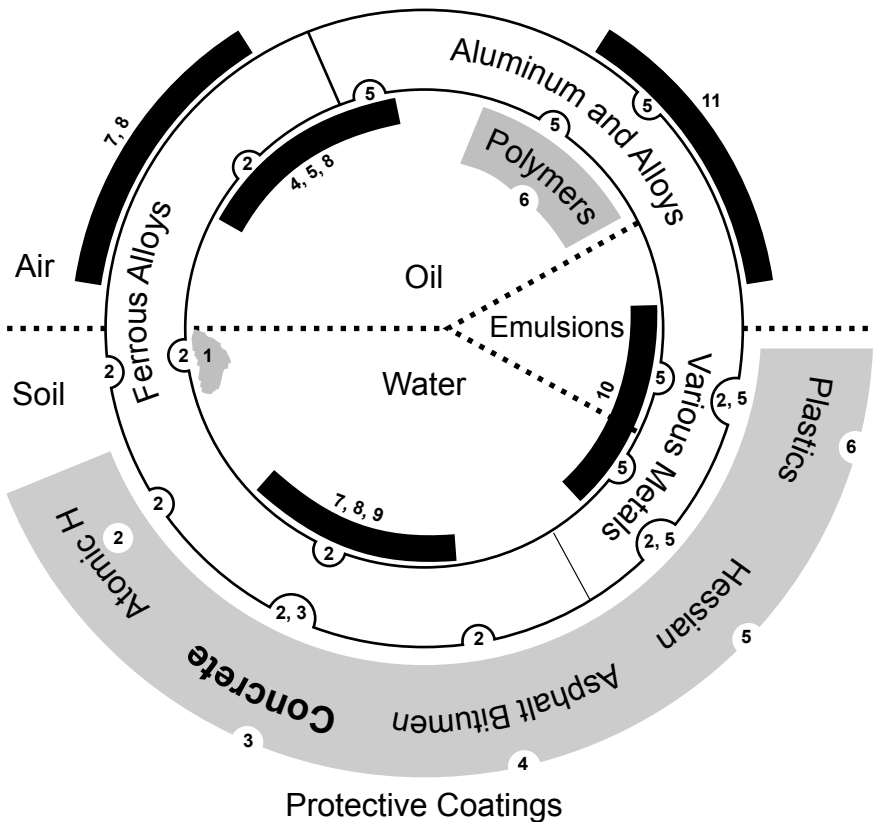 5
Aluminum and Alloys
5
11
7, 8
5
2
4, 5, 8
Polymers
6
Ferrous Alloys
Air
Oil
Emulsions
2
1
Soil
2
Water
10
5
Various Metals
2, 5
Plastics
6
5
2
7, 8, 9
2
2, 5
Atomic H
2
2, 3
2
Hessian
5
Concrete
3
Asphalt Bitumen
4
Protective Coatings